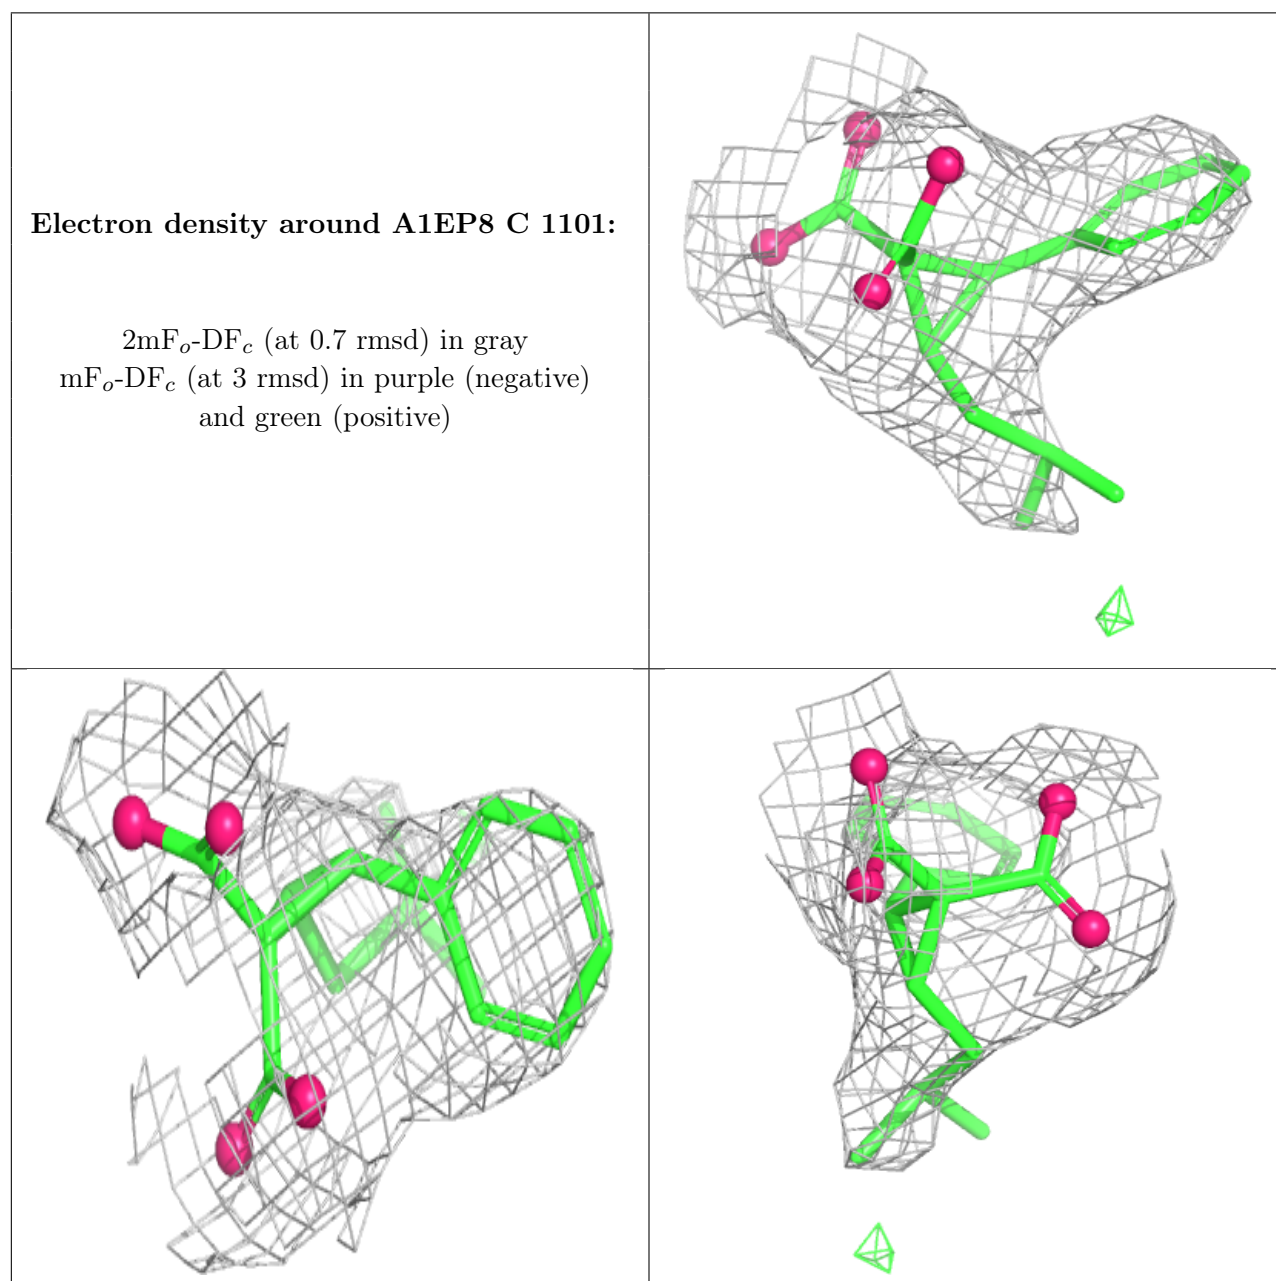 Electron density around A1EP8 C 1101:
2mFo-DFc (at 0.7 rmsd) in gray
mFo-DFc (at 3 rmsd) in purple (negative)
and green (positive)